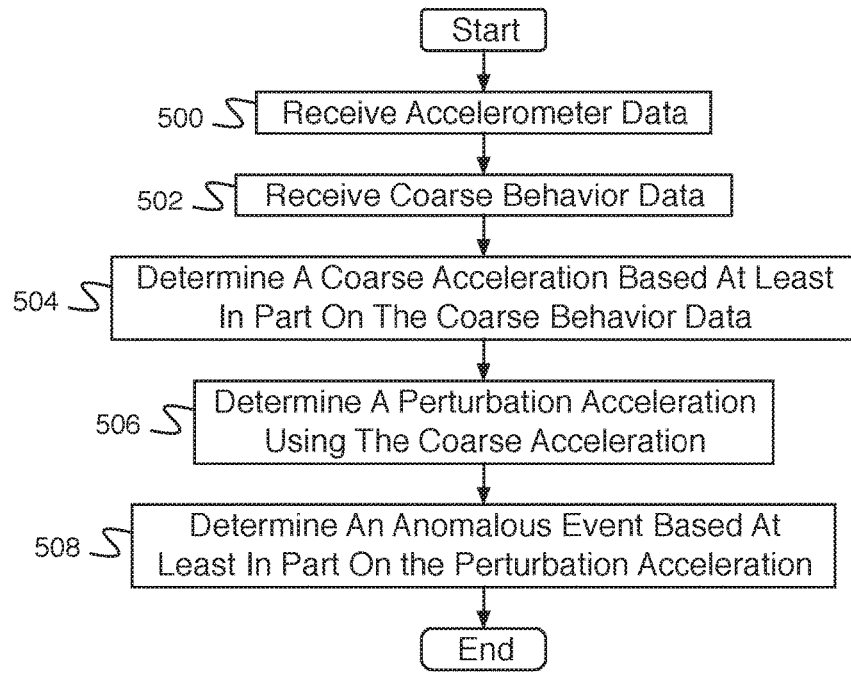 Start
500 Receive Accelerometer Data
502 Receive Coarse Behavior Data
504 Determine A Coarse Acceleration Based At Least
In Part On The Coarse Behavior Data
506 Determine A Perturbation Acceleration
Using The Coarse Acceleration
508 Determine An Anomalous Event Based At
Least In Part On the Perturbation Acceleration
End